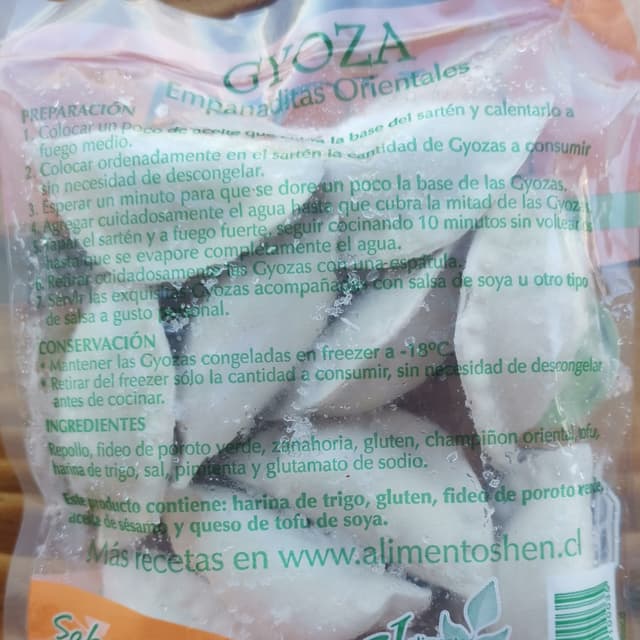 GYOZA
Empanaditas Orientales
PREPARACIÓN
1. Colocar un poco de aceite que la base del sartén y calentarlo a
fuego medio.
2. Colocar ordenadamente en el sartén la cantidad de Gyozas a consumir
sin necesidad de descongelar.
3. Esperar un minuto para que se dore un poco la base de las Gyozas.
4. Agregar cuidadosamente el agua hasta que cubra la mitad de las Gyoza
el sartén y a fuego fuerte, seguir cocinando 10 minutos sin
que se evapore completamente el agua.
6. Retirar cuidadosamente las Gyozas con una espátula.
7. Servir las exquisitas Gyozas acompañadas con salsa de soya u otro tipo
de salsa a gusto personal.
CONSERVACIÓN
• Mantener las Gyozas congeladas en freezer a -18ºC
• Retirar del freezer sólo la cantidad a consumir, sin necesidad de descongelar
antes de cocinar.
INGREDIENTES
Repollo, fideo de poroto verde, zanahoria, gluten, champiñon oriental, tofu,
harina de trigo, sal, pimienta y glutamato de sodio.
Este producto contiene: harina de trigo, gluten, fideo de poroto
aceite de sésamo y queso de tofu de soya.
Más recetas en www.alimentoshen.cl